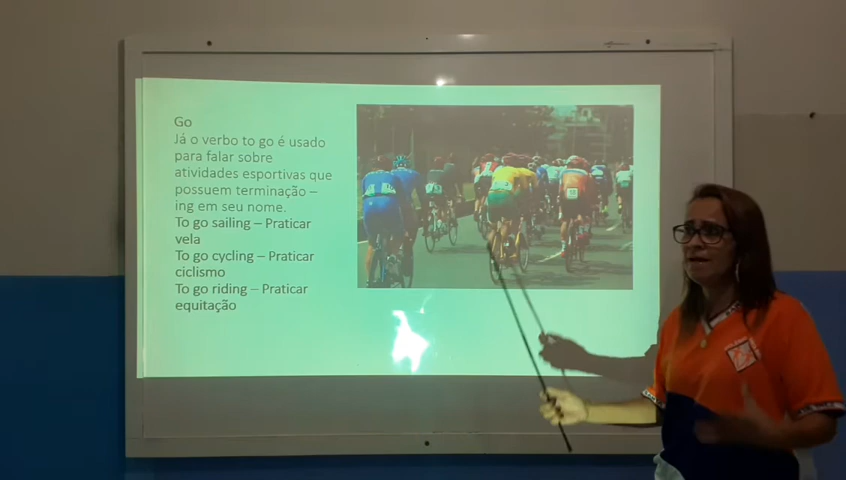 Go
Já o verbo to go é usado
para falar sobre
atividades esportivas que
possuem terminação –
ing em seu nome.
To go sailing – Praticar
vela
To go cycling – Praticar
ciclismo
To go riding – Praticar
equitação